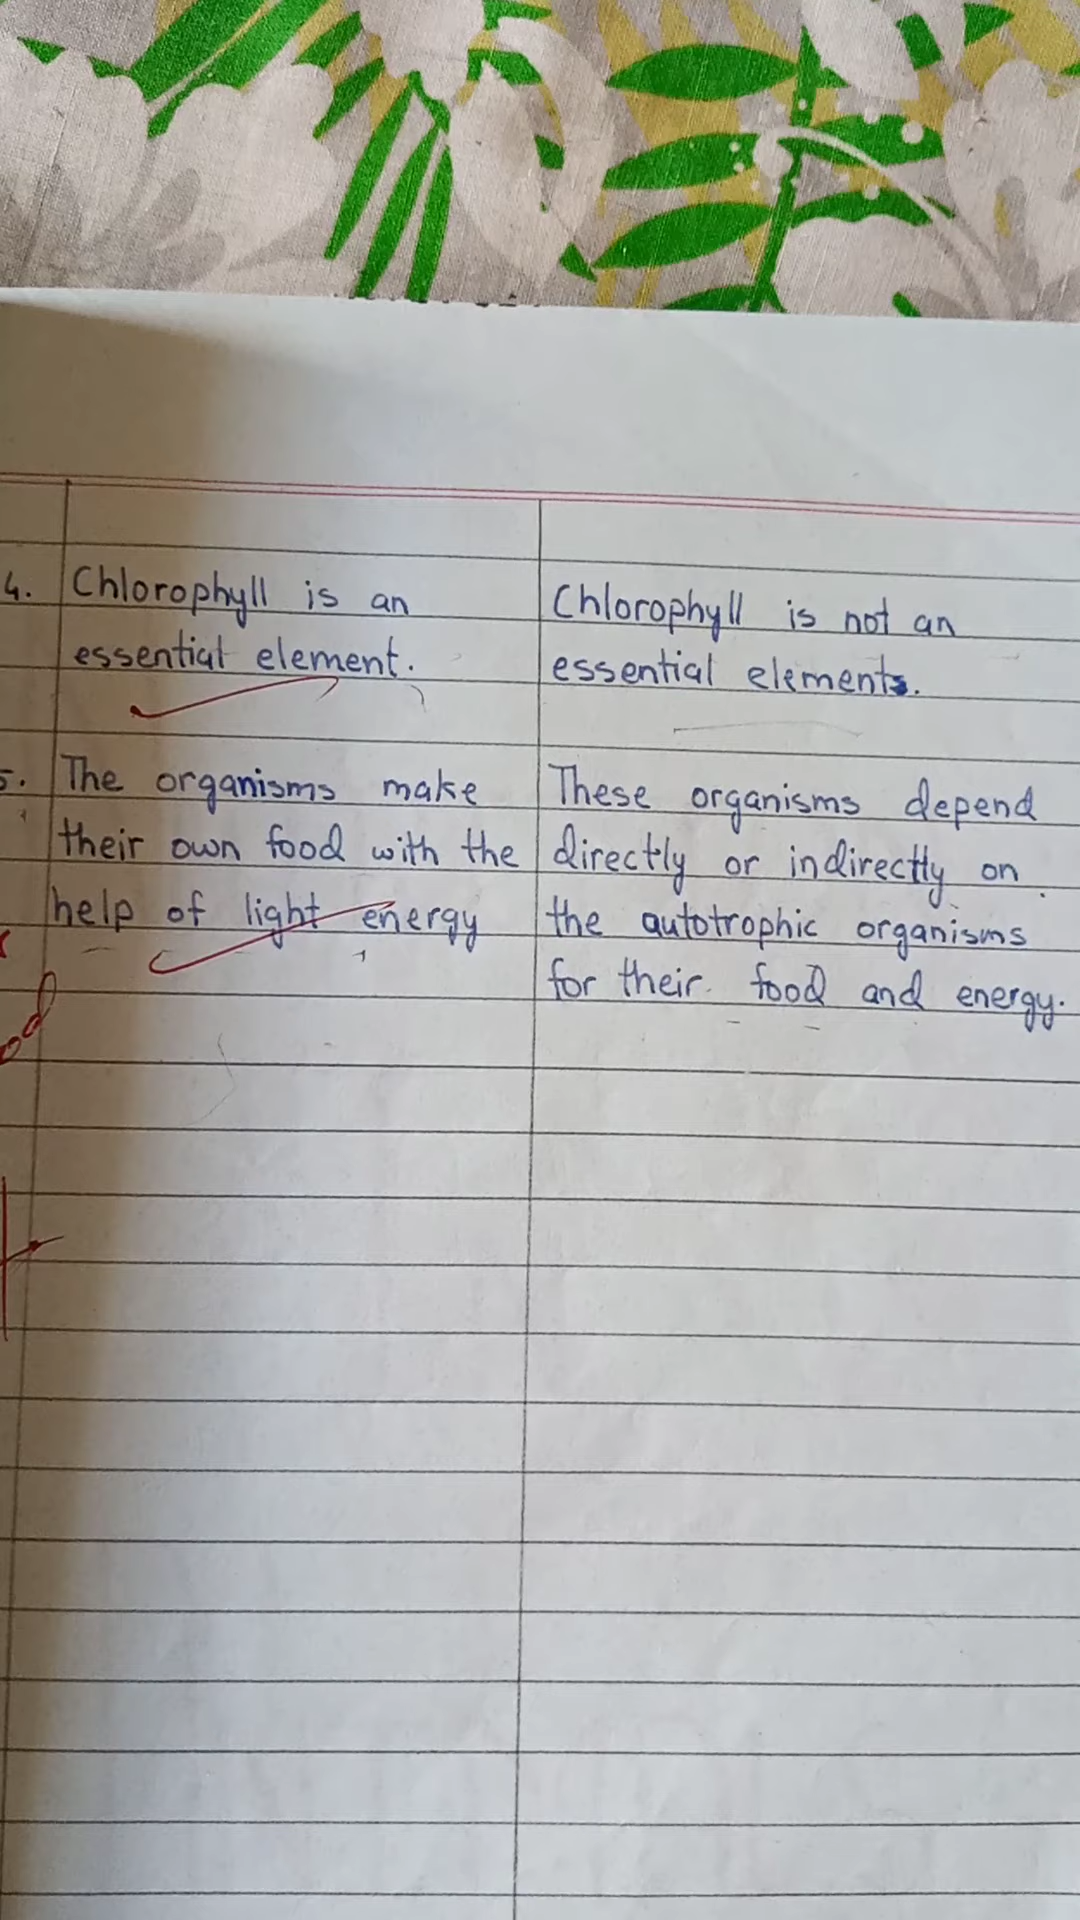 4. Chlorophyll is an
essential element.
Chlorophyll is not an
essential elements.
5. The organisms make
their own food with the
help of light energy
These organisms depend
directly or indirectly on
the autotrophic organisms
for their food and energy.